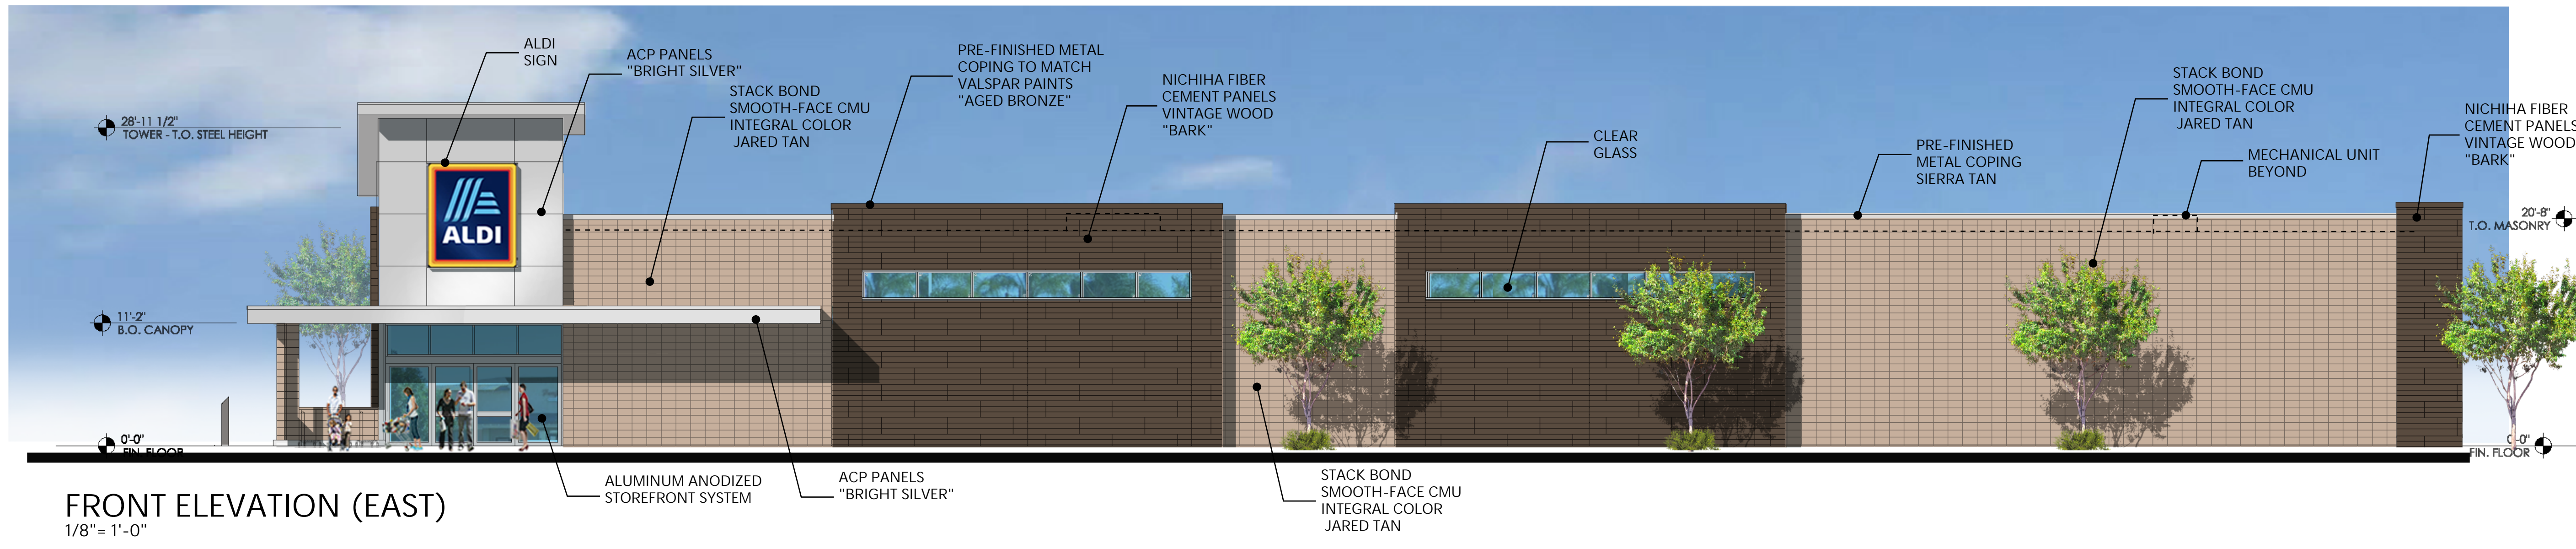 ALDI
SIGN
ACP PANELS
"BRIGHT SILVER"
STACK BOND
SMOOTH-FACE CMU
INTEGRAL COLOR
JARED TAN
PRE-FINISHED METAL
COPING TO MATCH
VALSPAR PAINTS
"AGED BRONZE"
NICHIHA FIBER
CEMENT PANELS
VINTAGE WOOD
"BARK"
CLEAR
GLASS
PRE-FINISHED
METAL COPING
SIERRA TAN
STACK BOND
SMOOTH-FACE CMU
INTEGRAL COLOR
JARED TAN
MECHANICAL UNIT
BEYOND
NICHIHA FIBER
CEMENT PANELS
VINTAGE WOOD
"BARK"
28'-11 1/2"
TOWER - T.O. STEEL HEIGHT
ALDI
20'-8"
T.O. MASONRY
11'-2"
B.O. CANOPY
0'-0"
FIN. FLOOR
0'-0"
FIN. FLOOR
ALUMINUM ANODIZED
STOREFRONT SYSTEM
ACP PANELS
"BRIGHT SILVER"
STACK BOND
SMOOTH-FACE CMU
INTEGRAL COLOR
JARED TAN
FRONT ELEVATION (EAST)
1/8"= 1'-0"